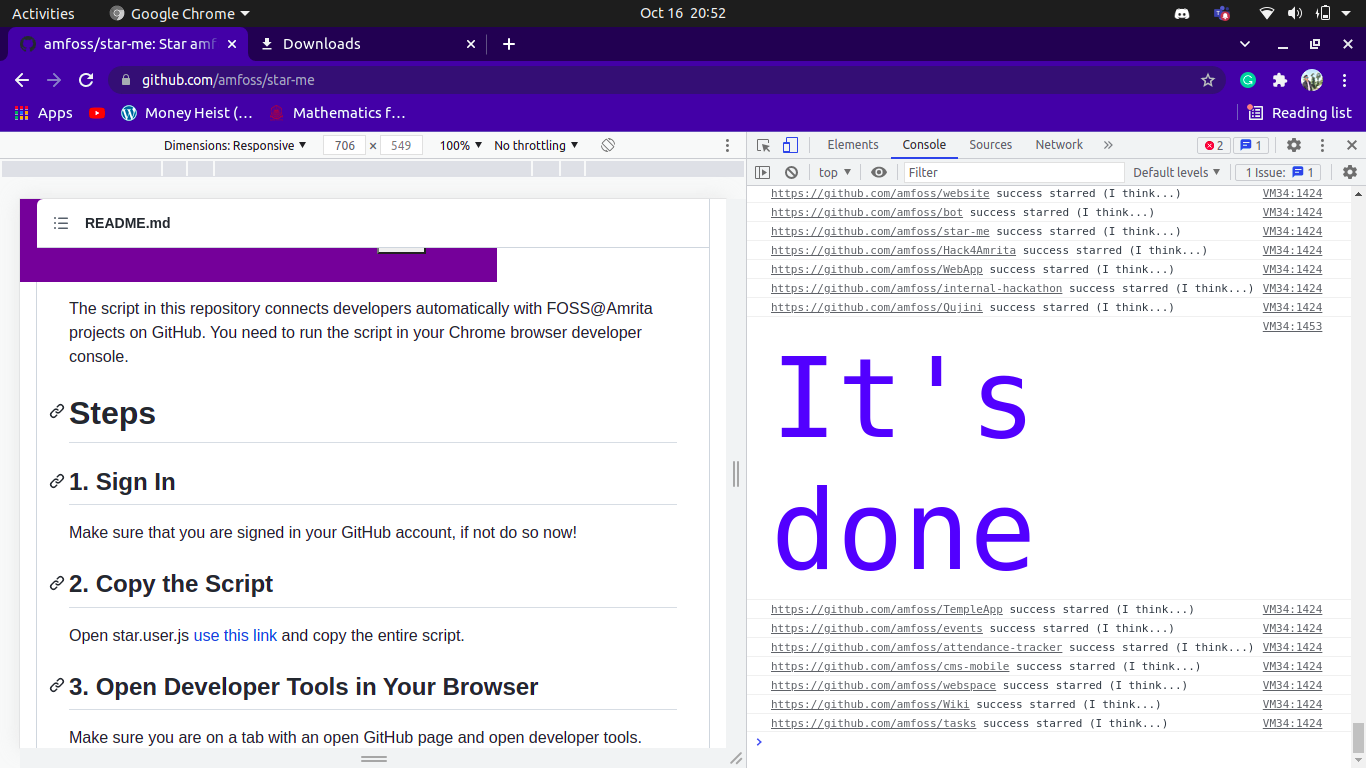 Activities
Google Chrome
Oct 16 20:52
amfoss/star-me: Star amf
Downloads
github.com/amfoss/star-me
Apps
Money Heist (...
Mathematics f...
Reading list
Dimensions: Responsive
706 × 549
100%
No throttling
README.md
The script in this repository connects developers automatically with FOSS@Amrita
projects on GitHub. You need to run the script in your Chrome browser developer
console.
Steps
1. Sign In
Make sure that you are signed in your GitHub account, if not do so now!
2. Copy the Script
Open star.user.js use this link and copy the entire script.
3. Open Developer Tools in Your Browser
Make sure you are on a tab with an open GitHub page and open developer tools.
Elements
Console
Sources
Network
»
2
1
top
Filter
Default levels
1 Issue:
1
https://github.com/amfoss/website success starred (I think...) VM34:1424
https://github.com/amfoss/bot success starred (I think...) VM34:1424
https://github.com/amfoss/star-me success starred (I think...) VM34:1424
https://github.com/amfoss/Hack4Amrita success starred (I think...) VM34:1424
https://github.com/amfoss/WebApp success starred (I think...) VM34:1424
https://github.com/amfoss/internal-hackathon success starred (I think...) VM34:1424
https://github.com/amfoss/Qujini success starred (I think...) VM34:1424
VM34:1453
It's
done
https://github.com/amfoss/TempleApp success starred (I think...) VM34:1424
https://github.com/amfoss/events success starred (I think...) VM34:1424
https://github.com/amfoss/attendance-tracker success starred (I think...) VM34:1424
https://github.com/amfoss/cms-mobile success starred (I think...) VM34:1424
https://github.com/amfoss/webspace success starred (I think...) VM34:1424
https://github.com/amfoss/Wiki success starred (I think...) VM34:1424
https://github.com/amfoss/tasks success starred (I think...) VM34:1424